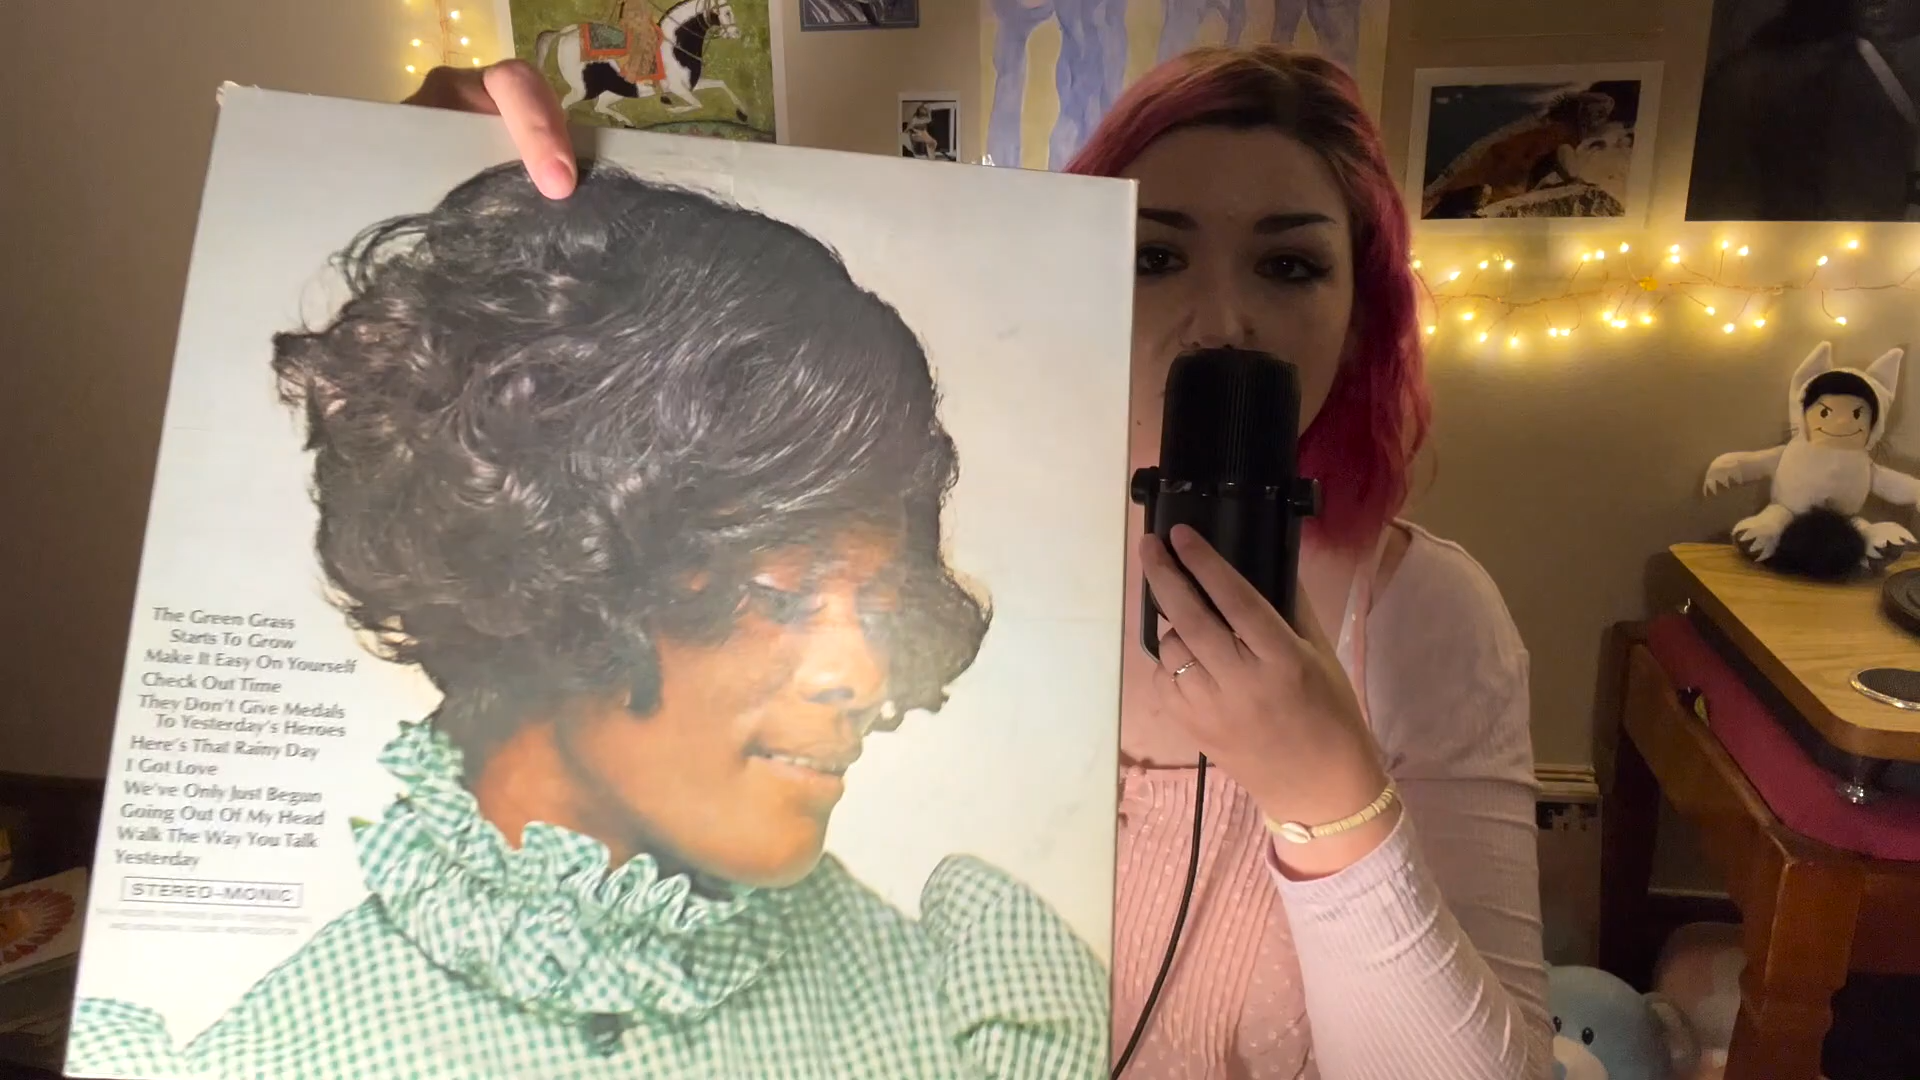 The Green Grass
Starts To Grow
Make It Easy On Yourself
Check Out Time
They Don't Give Medals
To Yesterday's Heroes
Here's That Rainy Day
I Got Love
We've Only Just Begun
Going Out Of My Head
Walk The Way You Talk
Yesterday
STEREO-MONIC